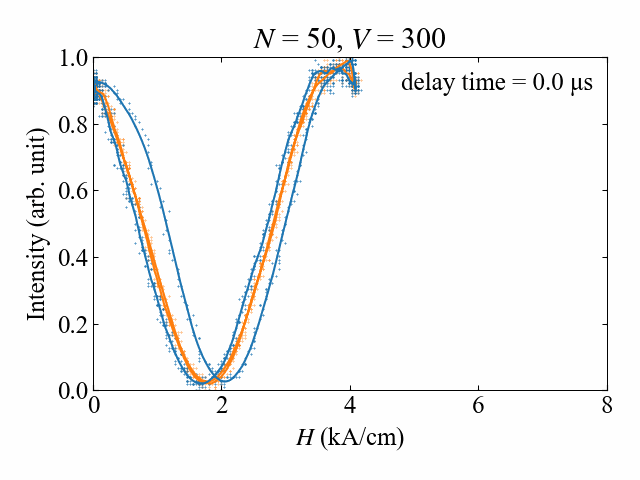 N = 50, V = 300
1.0
0.8
0.6
0.4
0.2
0.0
Intensity (arb. unit)
delay time = 0.0 μs
0 2 4 6 8
H (kA/cm)